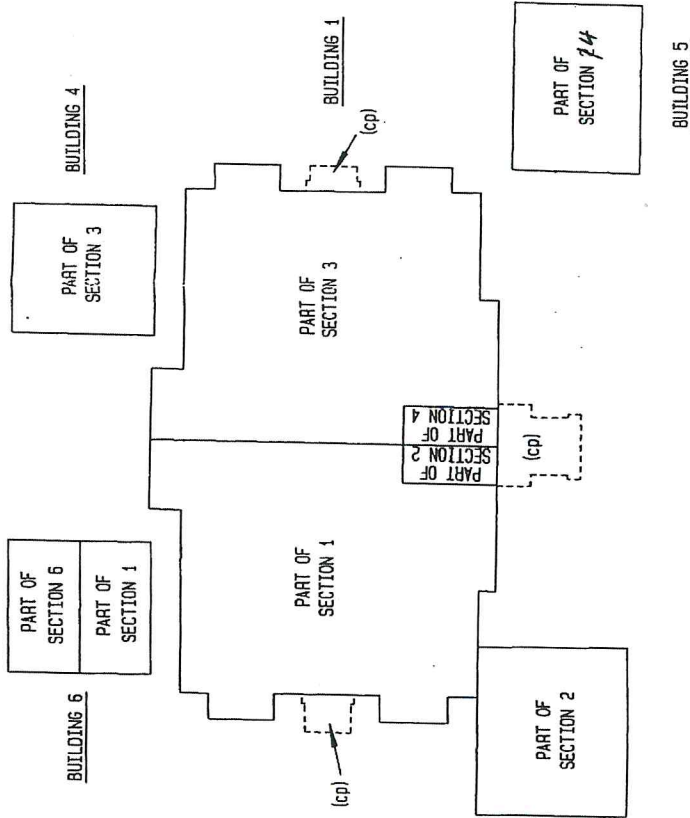 BUILDING 4
BUILDING 1
PART OF
SECTION 24
BUILDING 5
(cp)
PART OF
SECTION 3
PART OF
SECTION 3
PART OF
SECTION 4
PART OF
SECTION 2
(cp)
PART OF
SECTION 6
PART OF
SECTION 1
BUILDING 6
PART OF
SECTION 1
(cp)
PART OF
SECTION 2